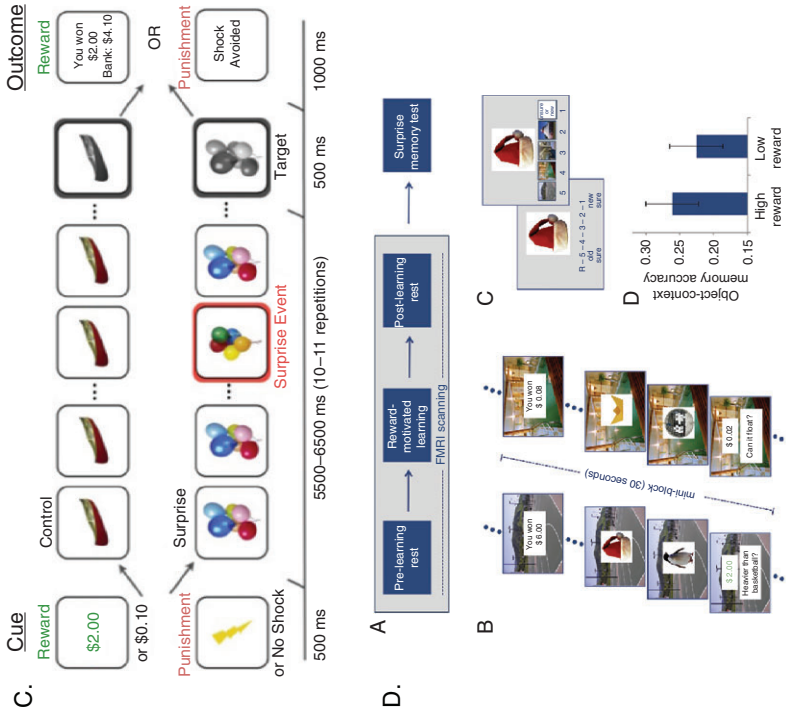 C.
Cue
Reward
$2.00
or $0.10
Punishment
or No Shock
500 ms
Control
Surprise
Surprise Event
5500–6500 ms (10–11 repetitions)
Target
500 ms
Outcome
Reward
You won
$2.00
Bank: $4.10
OR
Punishment
Shock
Avoided
1000 ms
D.
A
Pre-learning
rest
Reward-
motivated
learning
Post-learning
rest
FMRI scanning
Surprise
memory test
B
You won
$ 6.00
$ 2.00
Heavier than
basketball?
mini-block (30 seconds)
You won
$ 0.08
$ 0.02
Can it float?
C
R – 5 – 4 – 3 – 2 – 1
old
sure
new
sure
5
4
3
2
1
unsure
or
new
D
Object-context
memory accuracy
0.30
0.25
0.20
0.15
High
reward
Low
reward